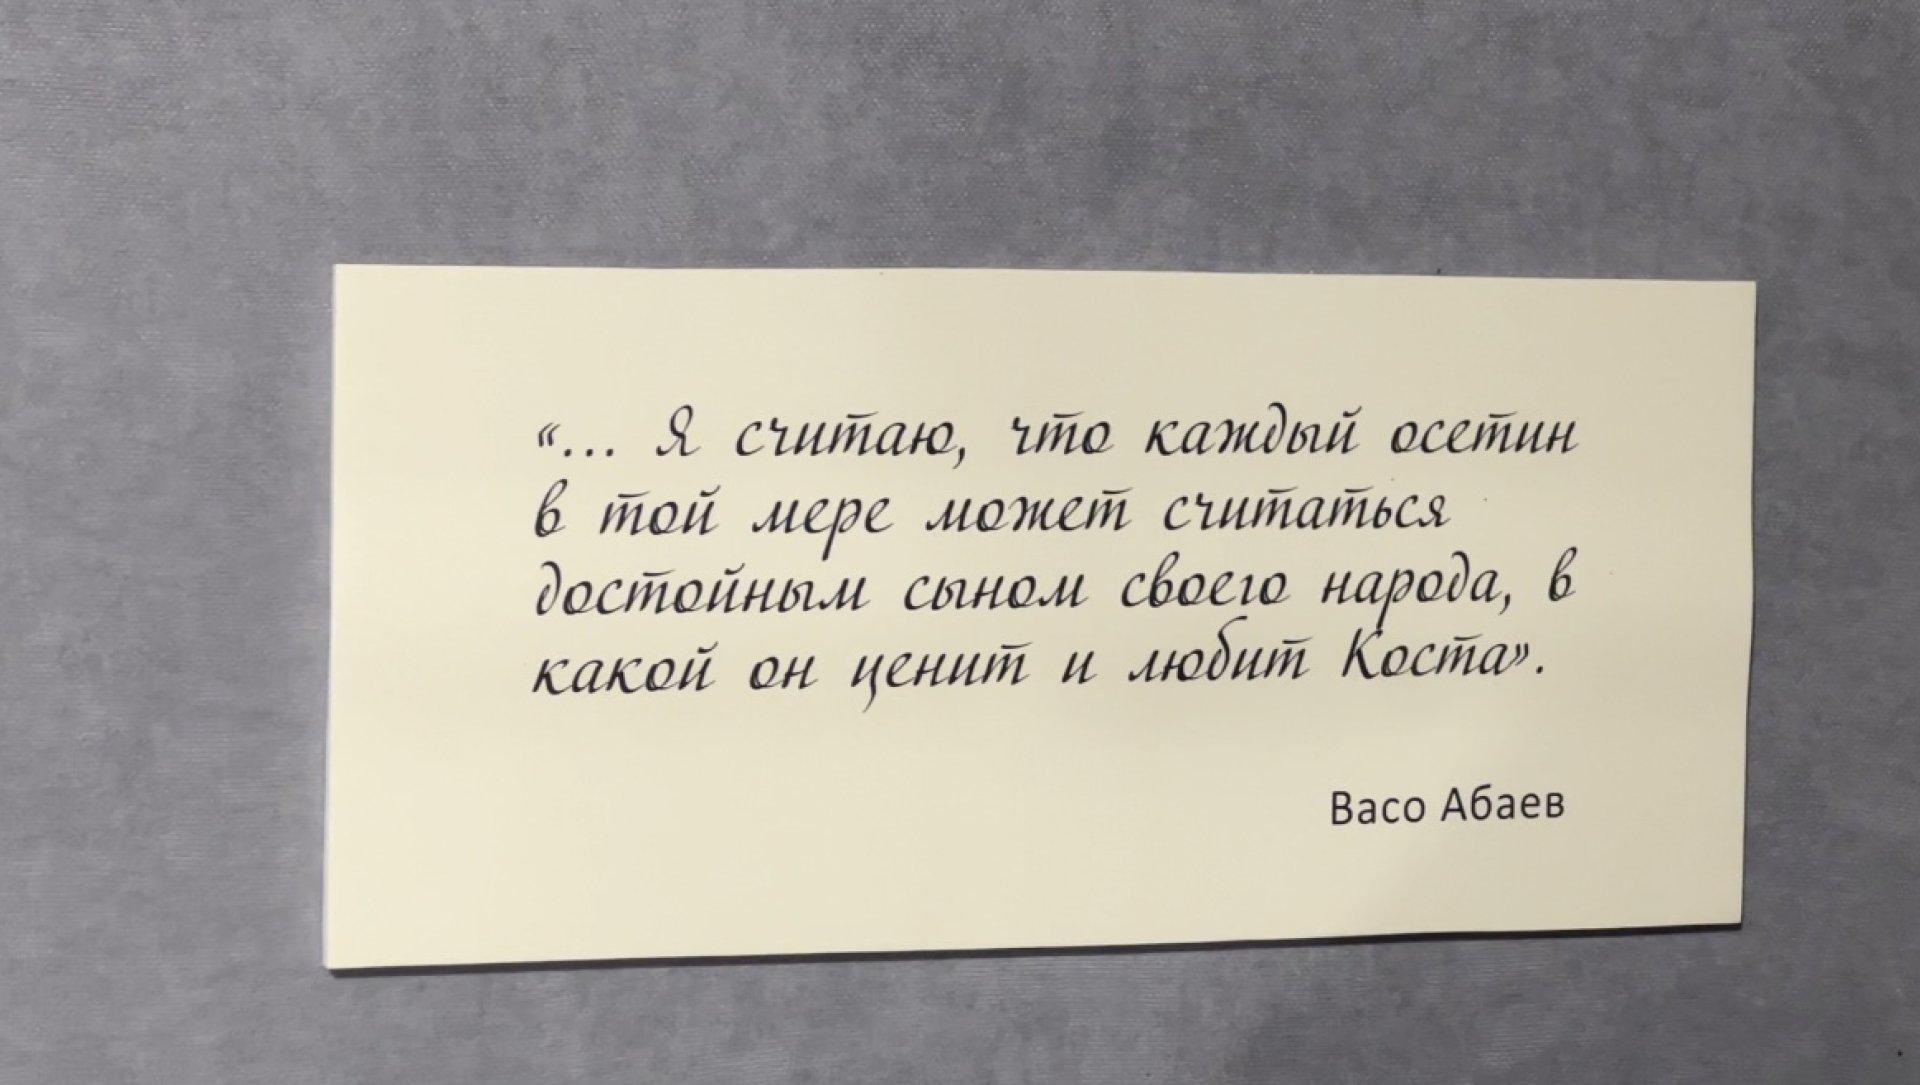 «... Я считаю, что каждый осетин
в той мере может считаться
достойным сыном своего народа, в
какой он ценит и любит Коста».
Васо Абаев